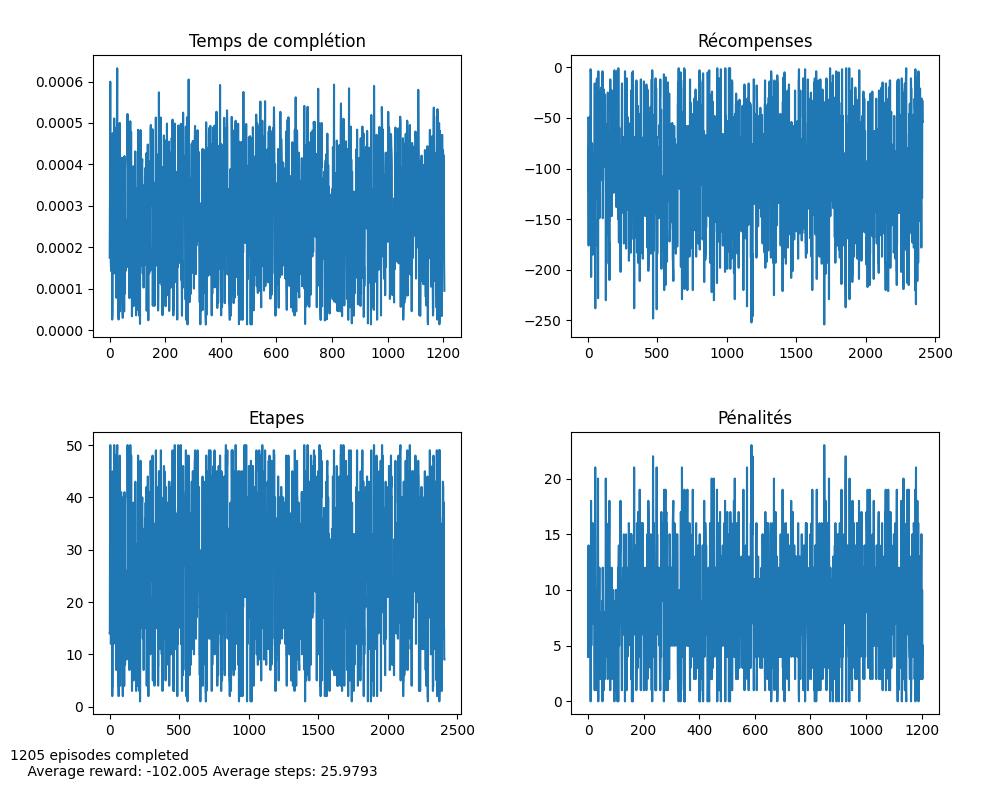 Temps de complétion
Récompenses
0.0006
0.0005
0.0004
0.0003
0.0002
0.0001
0.0000
0 200 400 600 800 1000 1200
0
−50
−100
−150
−200
−250
0 500 1000 1500 2000 2500
Etapes
Pénalités
50
40
30
20
10
0
0 500 1000 1500 2000 2500
20
15
10
5
0
0 200 400 600 800 1000 1200
1205 episodes completed
Average reward: -102.005 Average steps: 25.9793